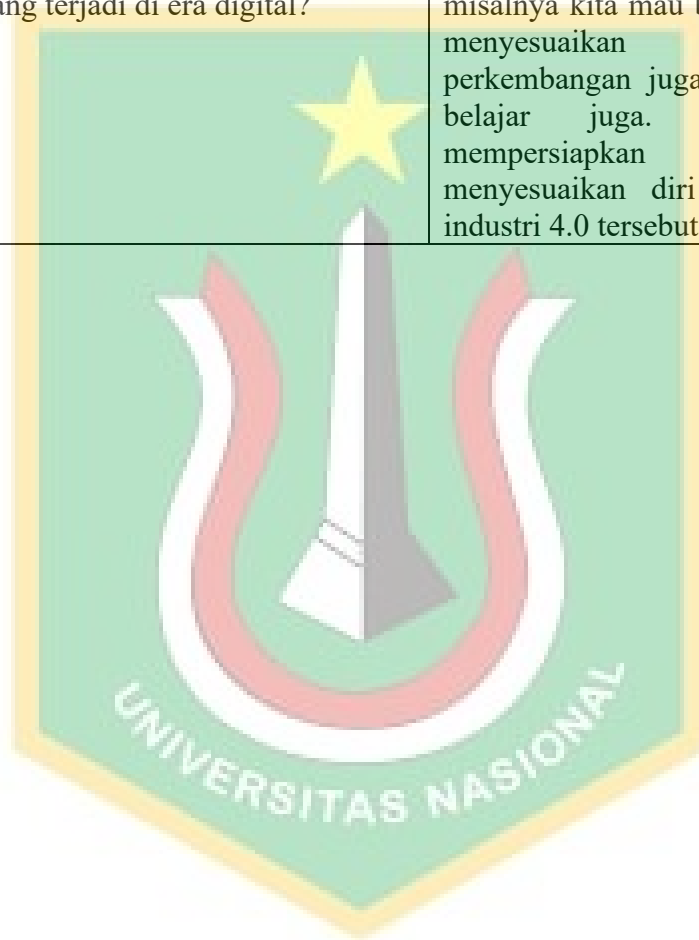 ang terjadi di era digital?
misalnya kita mau
menyesuaikan
perkembangan juga
belajar juga.
mempersiapkan
menyesuaikan diri
industri 4.0 tersebut
UNIVERSITAS NASIONAL